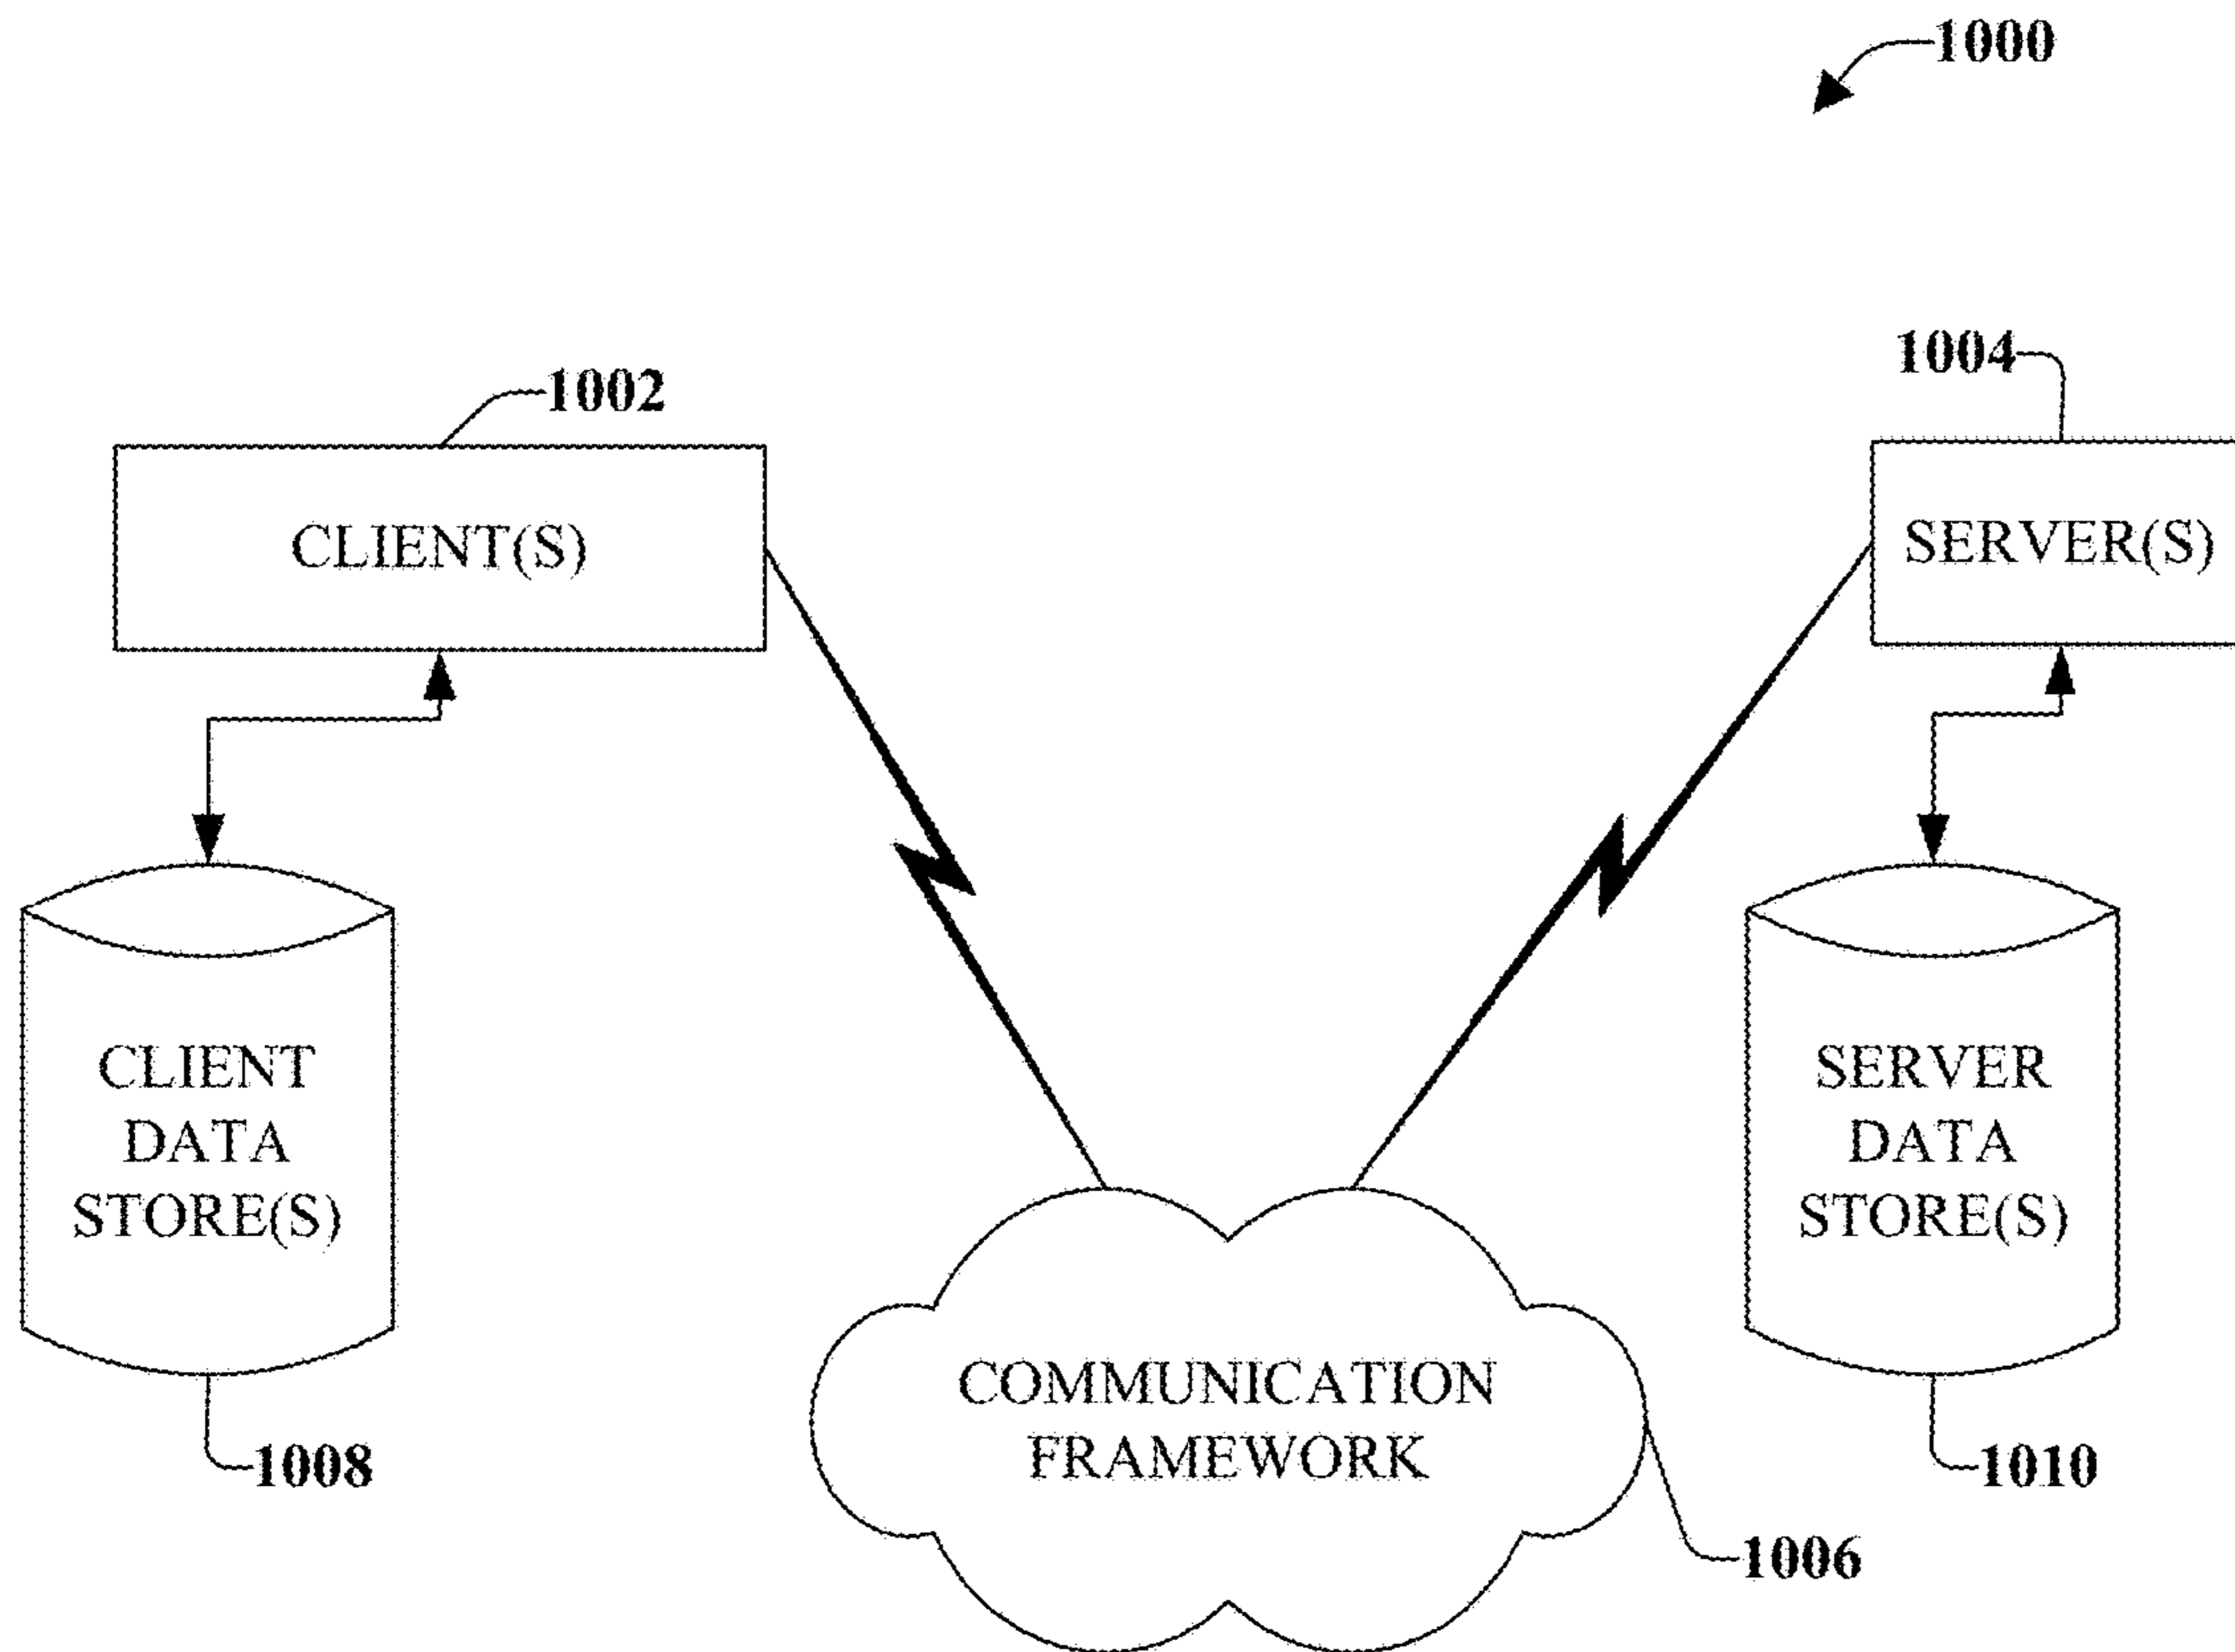 1000
1002
1004
CLIENT(S)
SERVER(S)
CLIENT
DATA
STORE(S)
SERVER
DATA
STORE(S)
COMMUNICATION
FRAMEWORK
1008
1010
1006